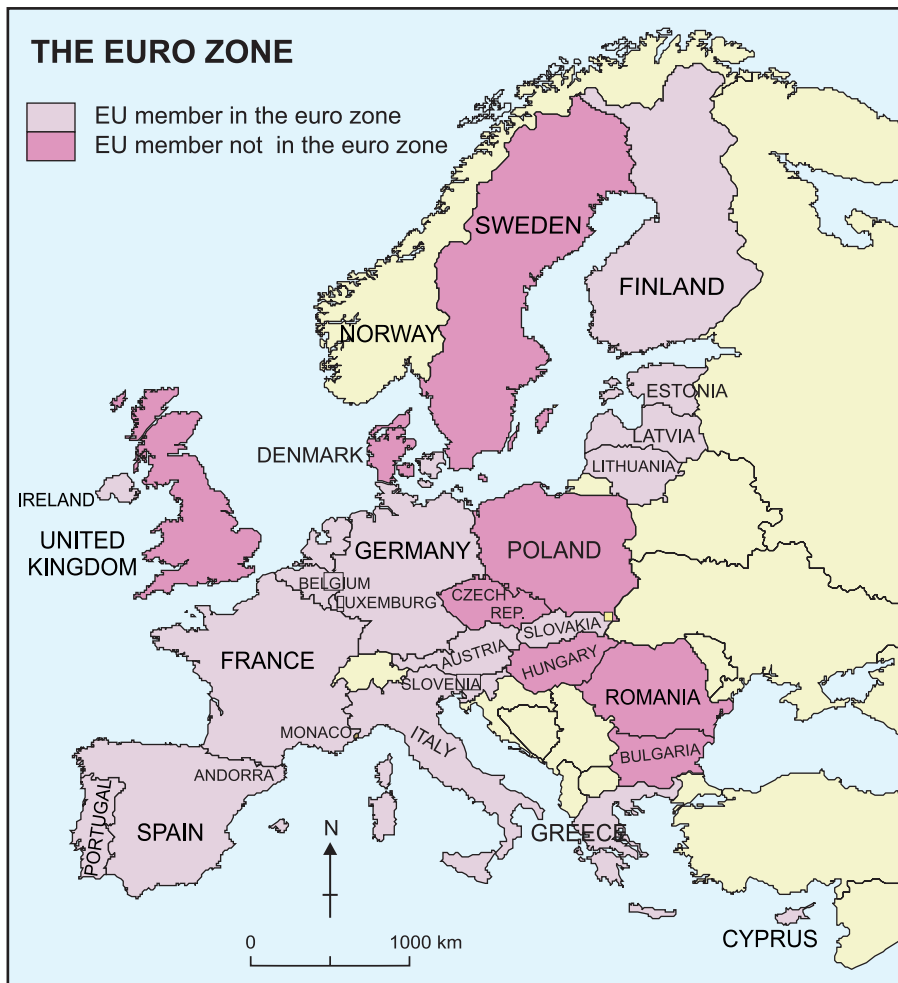 THE EURO ZONE
EU member in the euro zone
EU member not in the euro zone
SWEDEN
FINLAND
NORWAY
ESTONIA
LATVIA
LITHUANIA
DENMARK
IRELAND
UNITED
KINGDOM
GERMANY
POLAND
BELGIUM
LUXEMBURG
CZECH
REP.
SLOVAKIA
AUSTRIA
HUNGARY
FRANCE
SLOVENIA
ROMANIA
MONACO
ITALY
BULGARIA
ANDORRA
PORTUGAL
SPAIN
GREECE
N
CYPRUS
0 1000 km